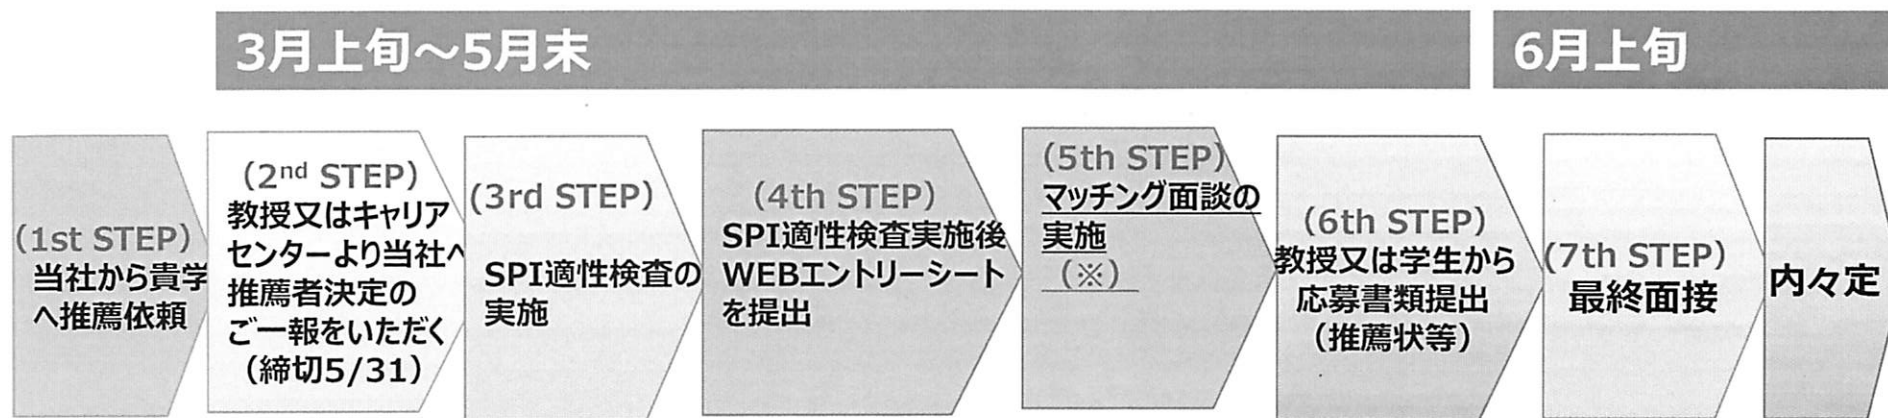 3月上旬~5月末
6月上旬
(1st STEP)
当社から貴学
へ推薦依頼
(2nd STEP)
教授又はキャリア
センターより当社へ
推薦者決定の
ご一報をいただく
(締切5/31)
(3rd STEP)
SPI適性検査の
実施
(4th STEP)
SPI適性検査実施後
WEBエントリーシート
を提出
(5th STEP)
マッチング面談の
実施
(※)
(6th STEP)
教授又は学生から
応募書類提出
(推薦状等)
(7th STEP)
最終面接
内々定